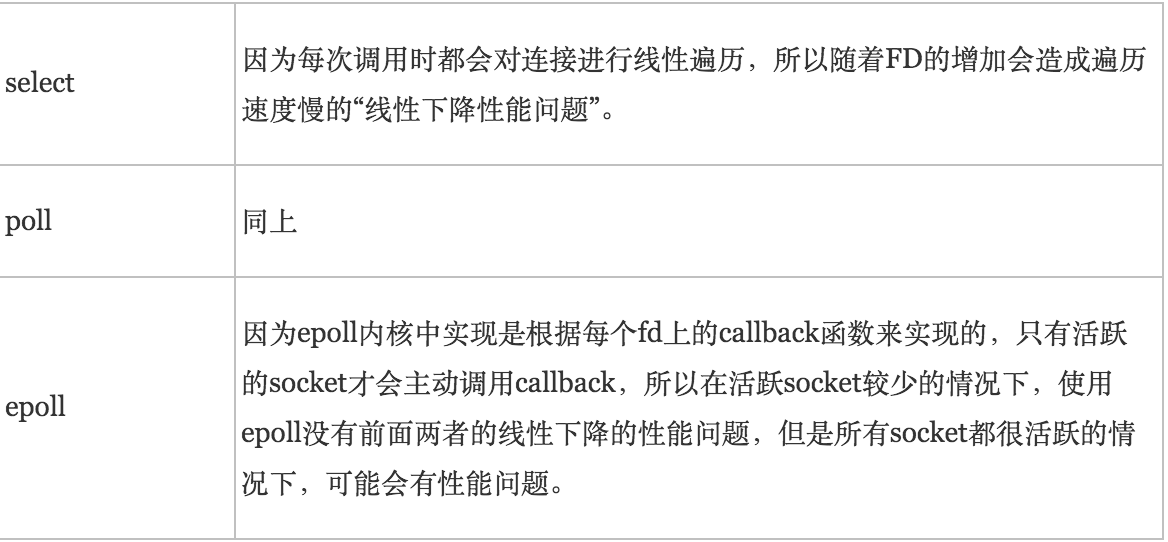 select
因为每次调用时都会对连接进行线性遍历，所以随着FD的增加会造成遍历
速度慢的“线性下降性能问题”。
poll
同上
epoll
因为epoll内核中实现是根据每个fd上的callback函数来实现的，只有活跃
的socket才会主动调用callback，所以在活跃socket较少的情况下，使用
epoll没有前面两者的线性下降的性能问题，但是所有socket都很活跃的情
况下，可能会有性能问题。